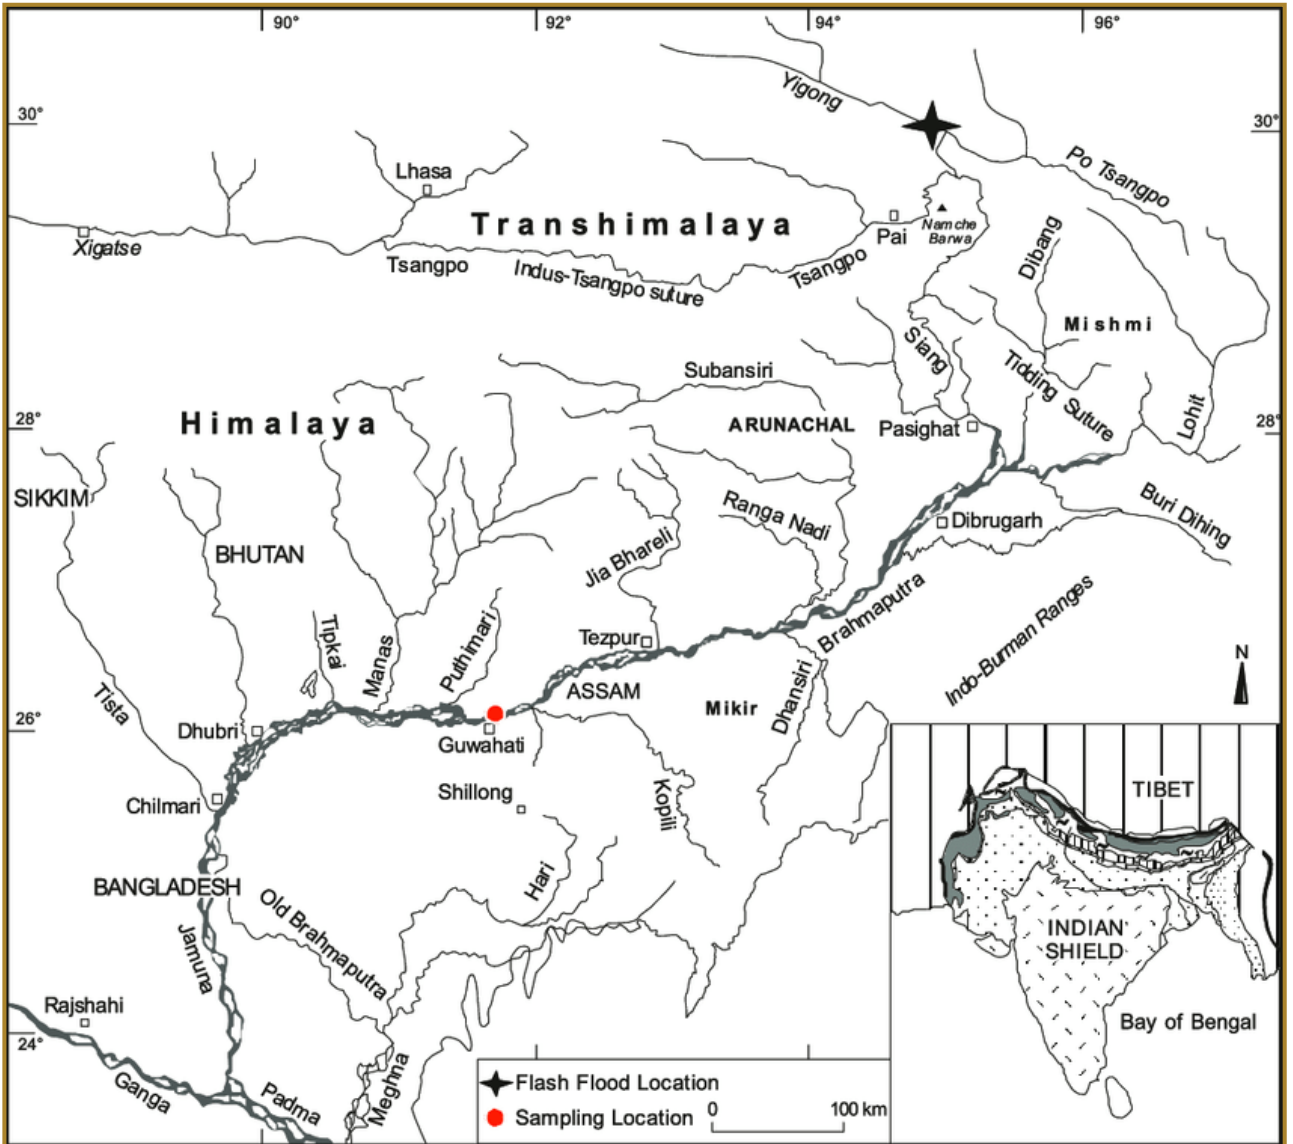 90°
92°
94°
96°
Yigong
30°
30°
Po Tsangpo
Lhasa
Transhimalaya
Namche
Barwa
Pai
Xigatse
Tsangpo
Indus-Tsangpo suture
Tsangpo
Dibang
Mishmi
Siang
Tidding Suture
Subansiri
Himalaya
ARUNACHAL
Pasighat
Lohit
28°
28°
SIKKIM
Ranga Nadi
Buri Dihing
Dibrugarh
BHUTAN
Jia Bhareli
Brahmaputra
Indo-Burman Ranges
Tipkai
Manas
Puthimari
Tezpur
ASSAM
N
Tista
Mikir
Dhansiri
26°
Dhubri
Guwahati
Shillong
Kopili
Chilmari
TIBET
Hari
BANGLADESH
Old Brahmaputra
INDIAN
SHIELD
Jamuna
Rajshahi
Bay of Bengal
24°
Ganga
Padma
Meghna
Flash Flood Location
Sampling Location
0
100 km